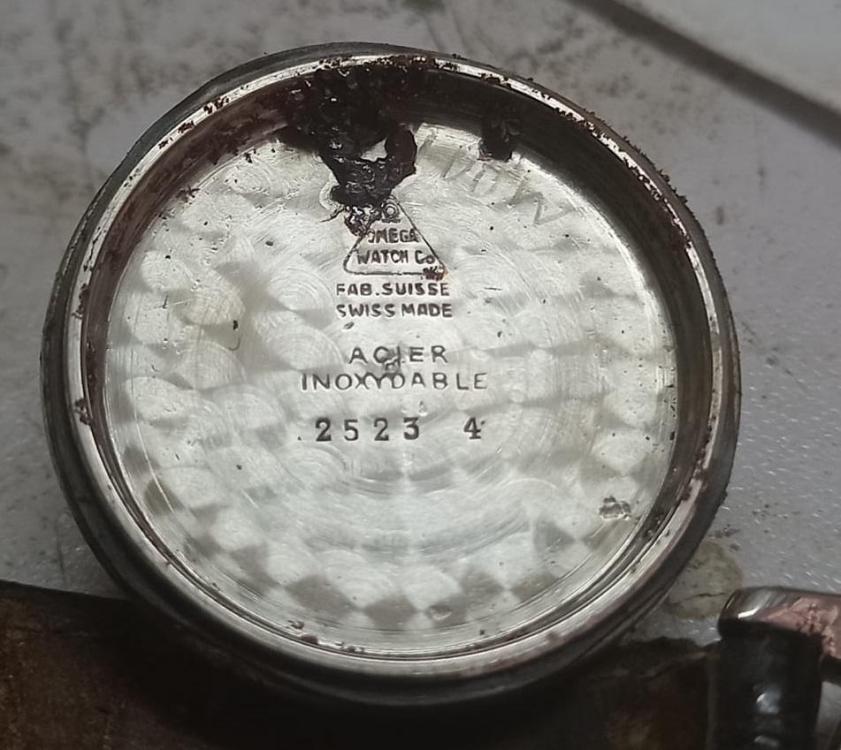 OMEGA
WATCH Co
FAB. SUISSE
SWISS MADE
ACIER
INOXYDABLE
2523 4